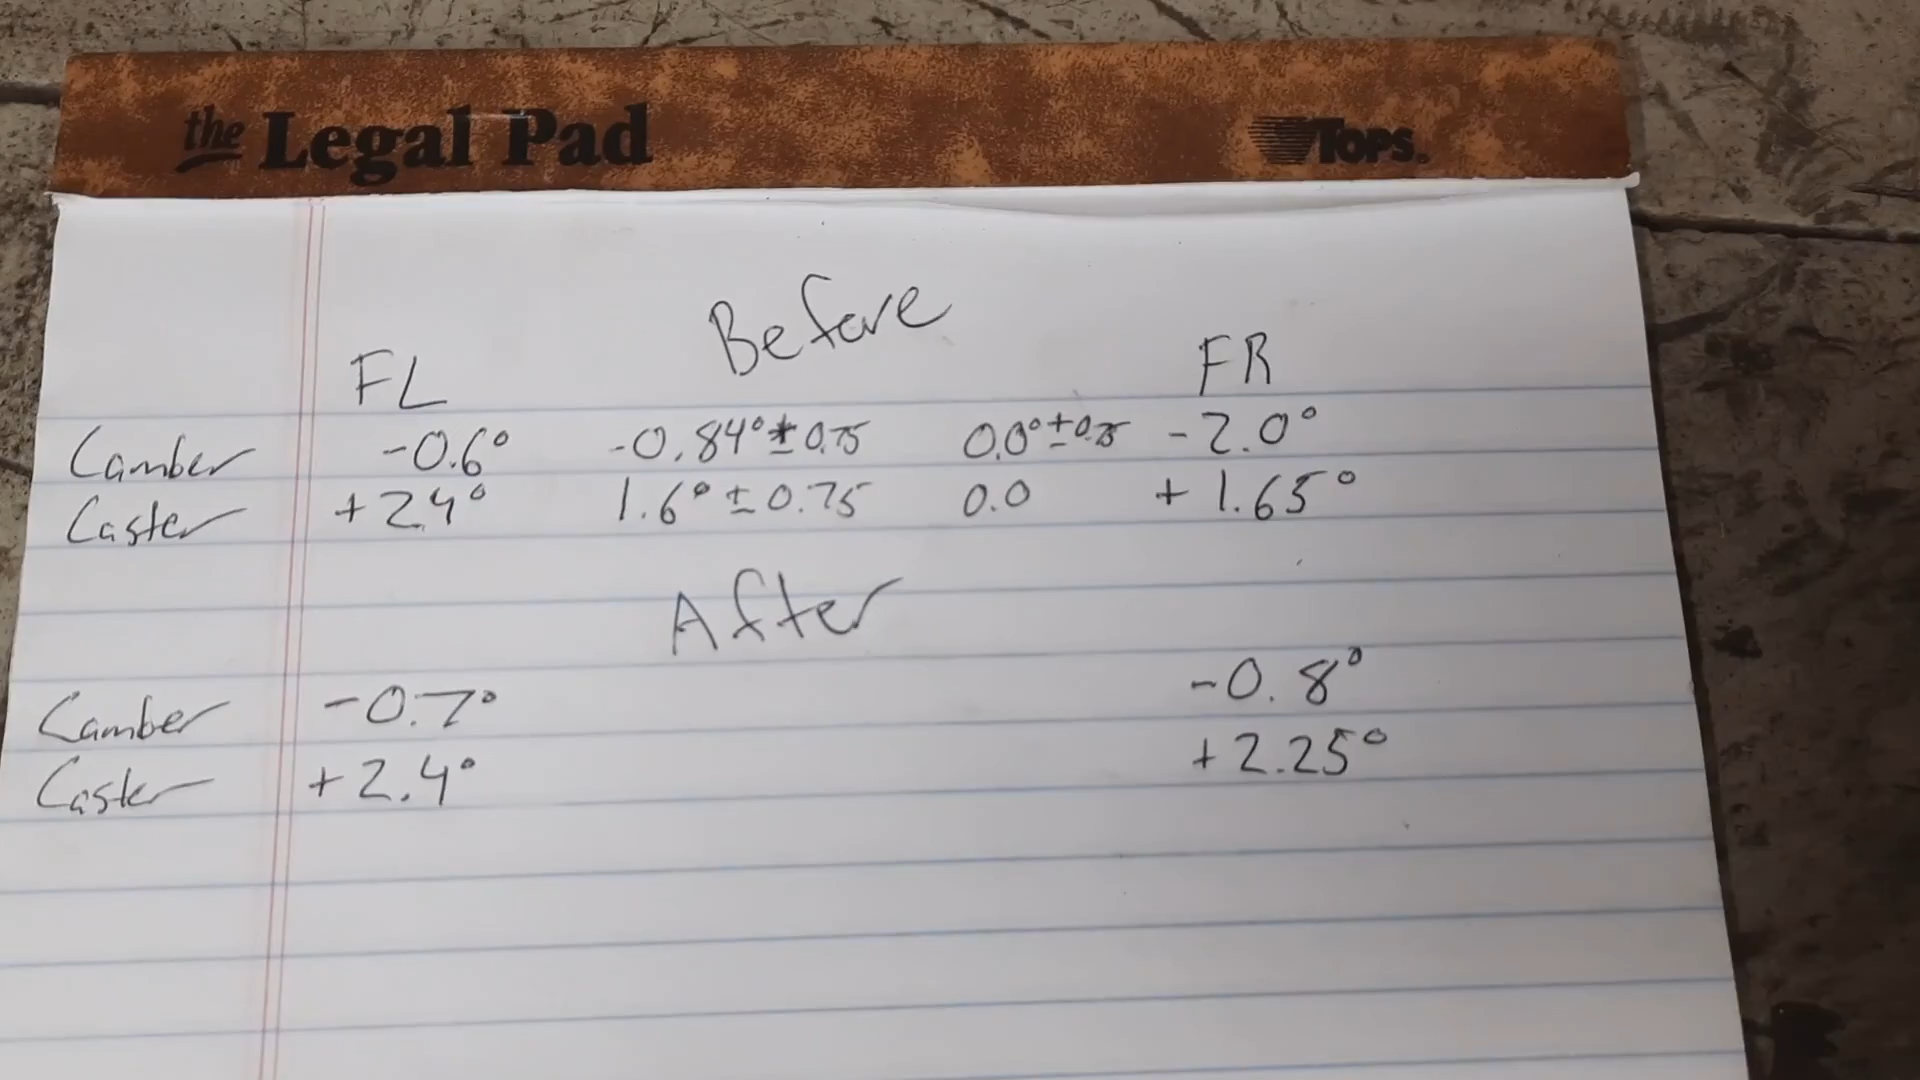 the Legal Pad TOPS.
Before
FL FR
Camber -0.6° -0.84° ± 0.75 0.0° ± 0.75 -2.0°
Caster +2.4° 1.6° ± 0.75 0.0 +1.65°
After
Camber -0.7° -0.8°
Caster +2.4° +2.25°